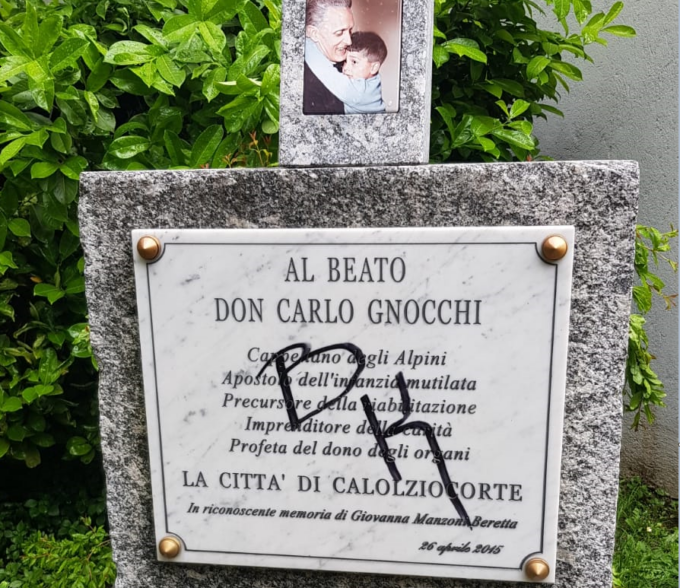 AL BEATO
DON CARLO GNOCCHI
Cappellano degli Alpini
Apostolo dell'infanzia mutilata
Precursore della riabilitazione
Imprenditore della carità
Profeta del dono degli organi
LA CITTA' DI CALOLZIOCORTE
In riconoscente memoria di Giovanna Manzoni Beretta
26 aprile 2015
DK